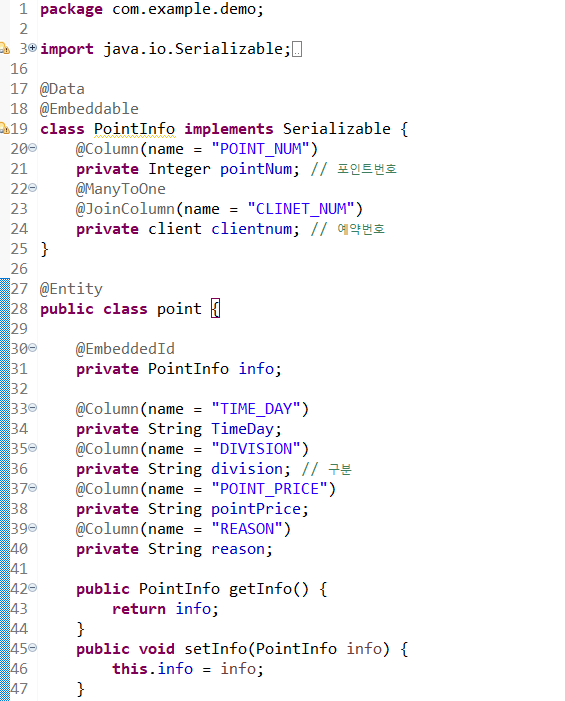 1 package com.example.demo;
2
3 import java.io.Serializable;
16
17 @Data
18 @Embeddable
19 class PointInfo implements Serializable {
20 @Column(name = "POINT_NUM")
21 private Integer pointNum; // 포인트번호
22 @ManyToOne
23 @JoinColumn(name = "CLINET_NUM")
24 private client clientnum; // 예약번호
25 }
26
27 @Entity
28 public class point {
29
30 @EmbeddedId
31 private PointInfo info;
32
33 @Column(name = "TIME_DAY")
34 private String TimeDay;
35 @Column(name = "DIVISION")
36 private String division; // 구분
37 @Column(name = "POINT_PRICE")
38 private String pointPrice;
39 @Column(name = "REASON")
40 private String reason;
41
42 public PointInfo getInfo() {
43 return info;
44 }
45 public void setInfo(PointInfo info) {
46 this.info = info;
47 }